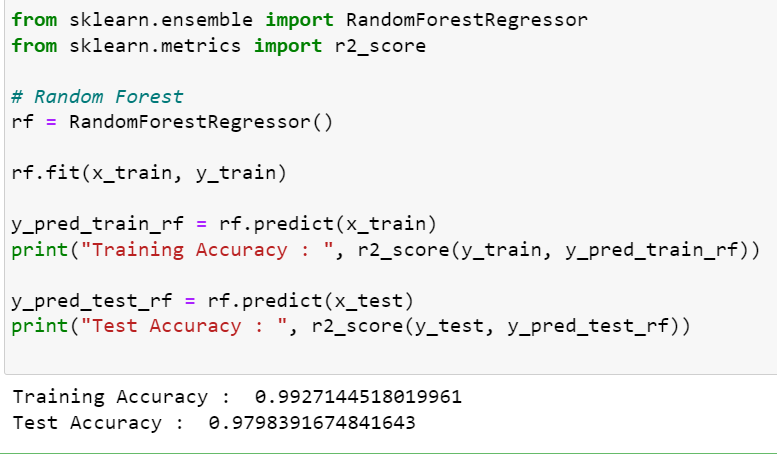 from sklearn.ensemble import RandomForestRegressor
from sklearn.metrics import r2_score
# Random Forest
rf = RandomForestRegressor()
rf.fit(x_train, y_train)
y_pred_train_rf = rf.predict(x_train)
print("Training Accuracy : ", r2_score(y_train, y_pred_train_rf))
y_pred_test_rf = rf.predict(x_test)
print("Test Accuracy : ", r2_score(y_test, y_pred_test_rf))
Training Accuracy :  0.9927144518019961
Test Accuracy :  0.9798391674841643